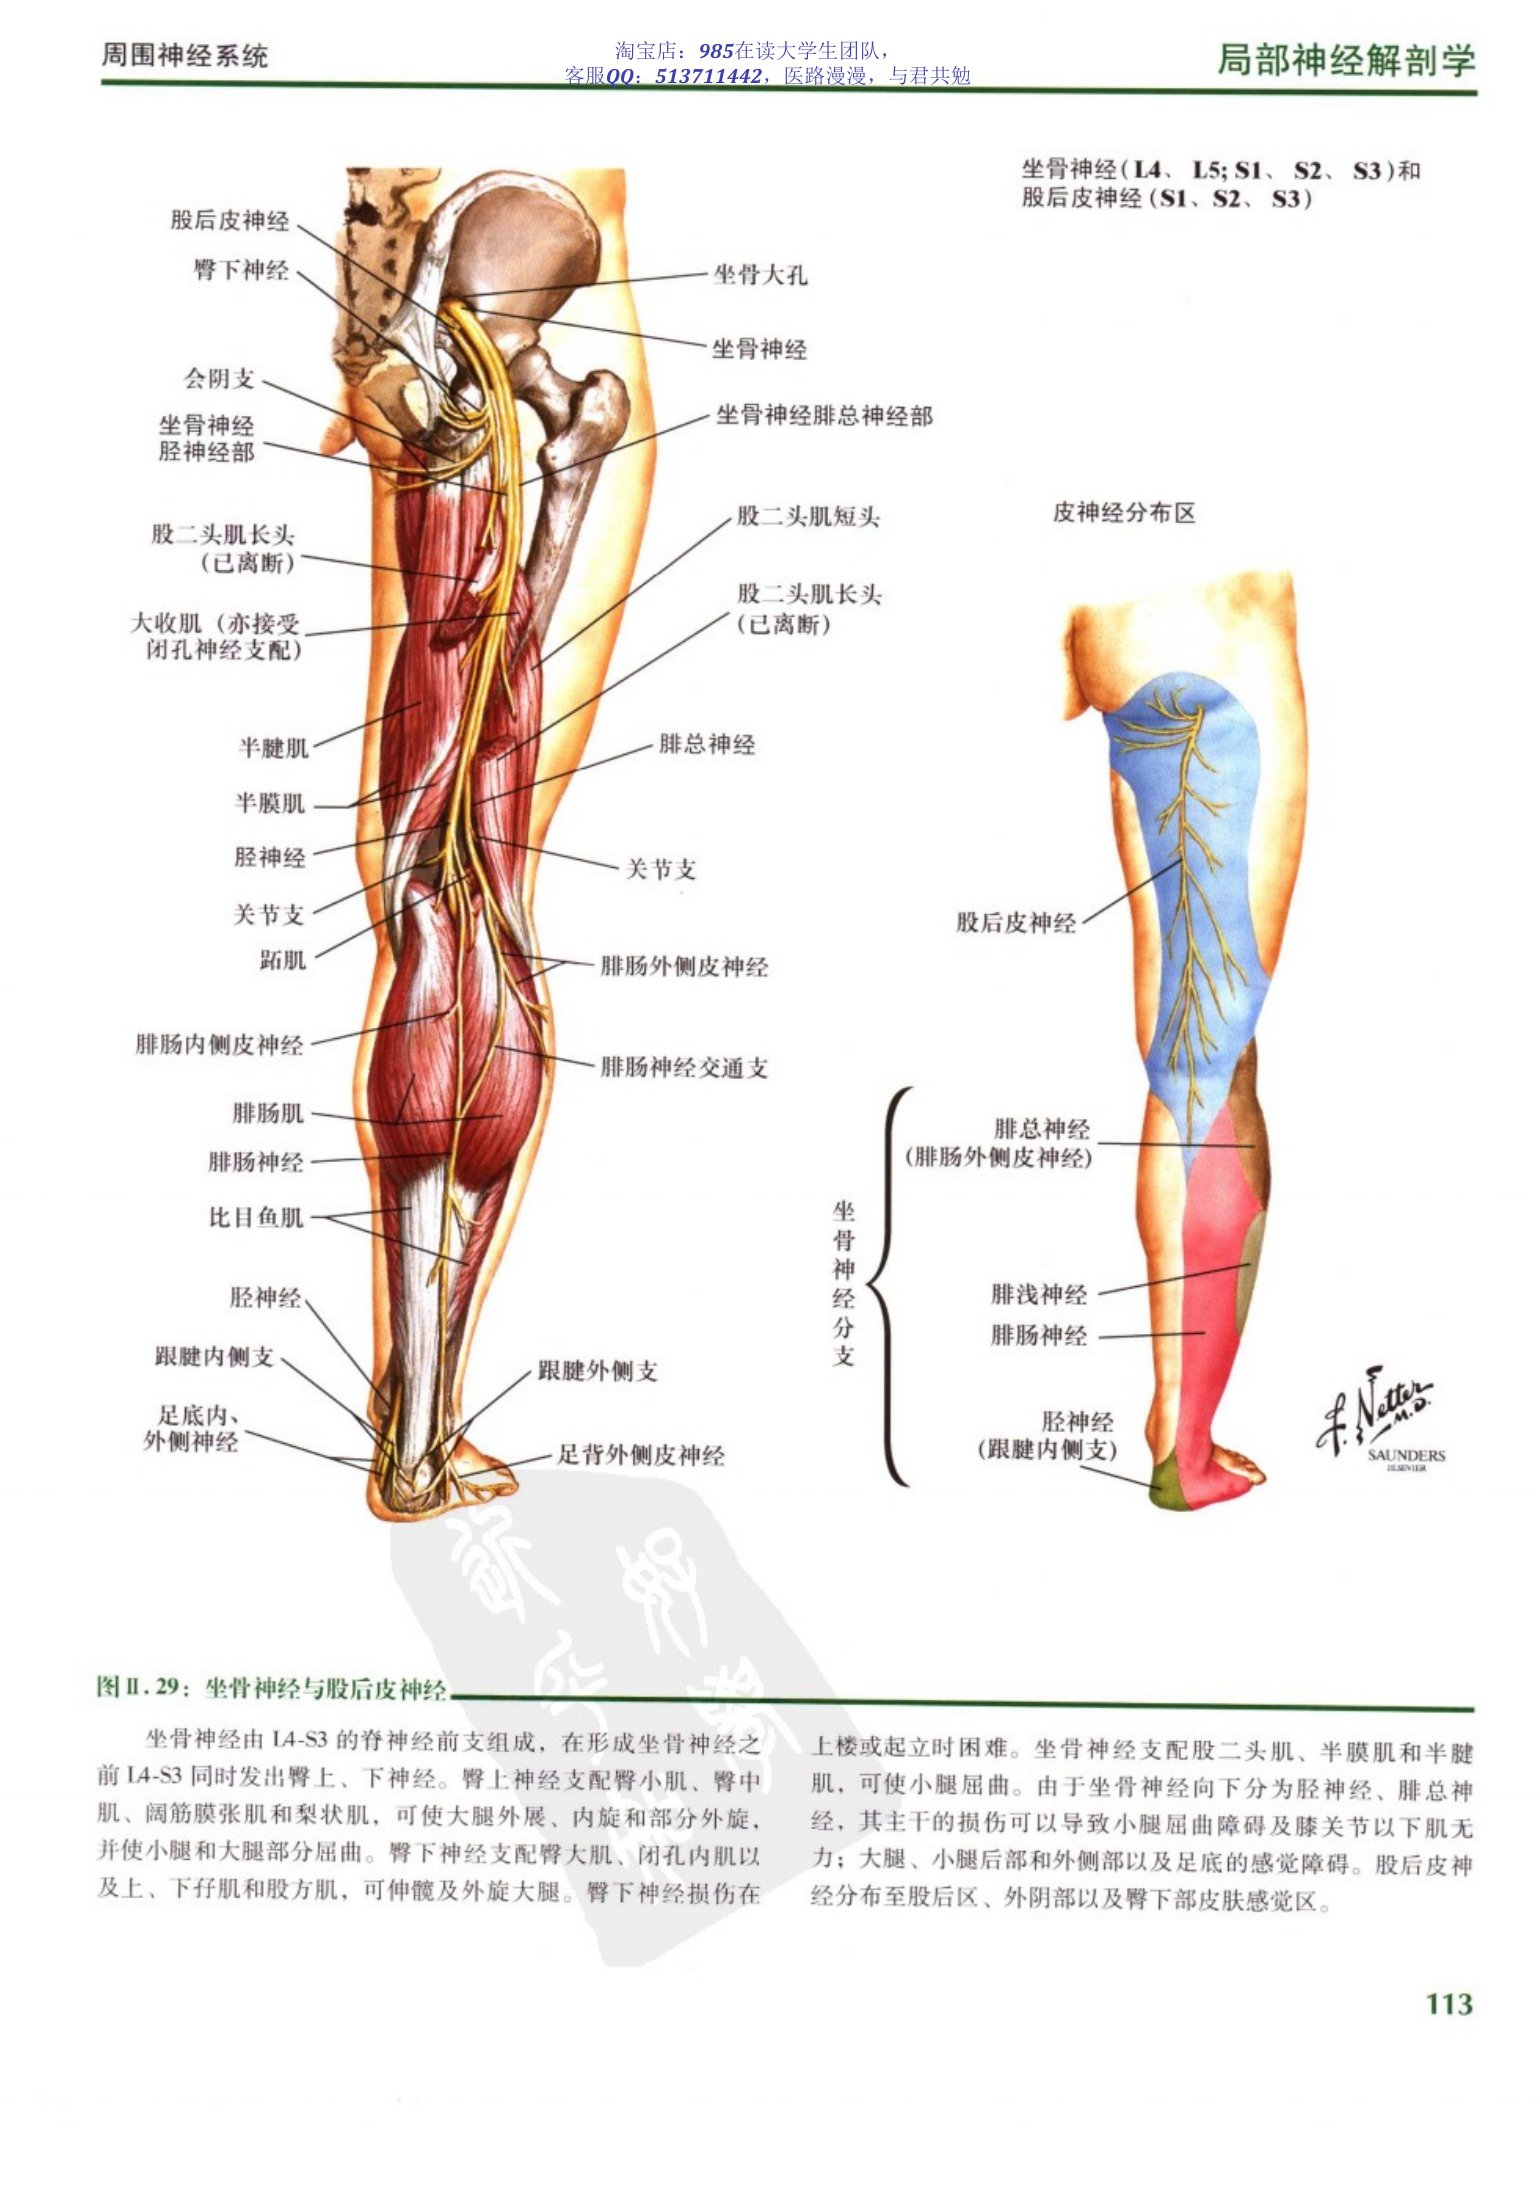 周围神经系统
淘宝店：985在读大学生团队，
客服QQ：513711442，医路漫漫，与君共勉
局部神经解剖学
坐骨神经(L4、 L5; S1、 S2、 S3)和
股后皮神经(S1、S2、 S3)
股后皮神经
臀下神经
会阴支
坐骨神经
胫神经部
股二头肌长头
(已离断)
大收肌（亦接受
闭孔神经支配)
半腱肌
半膜肌
胫神经
关节支
跖肌
腓肠内侧皮神经
腓肠肌
腓肠神经
比目鱼肌
胫神经
跟腱内侧支
足底内、
外侧神经
坐骨大孔
坐骨神经
坐骨神经腓总神经部
股二头肌短头
股二头肌长头
(已离断)
腓总神经
关节支
腓肠外侧皮神经
腓肠神经交通支
跟腱外侧支
足背外侧皮神经
皮神经分布区
股后皮神经
坐骨神经分支
腓总神经
(腓肠外侧皮神经)
腓浅神经
腓肠神经
胫神经
(跟腱内侧支)
F. Netter
M.D.
SAUNDERS
ELSEVIER
图 II . 29：坐骨神经与股后皮神经
坐骨神经由 L4-S3 的脊神经前支组成，在形成坐骨神经之
前 L4-S3 同时发出臀上、下神经。臀上神经支配臀小肌、臀中
肌、阔筋膜张肌和梨状肌，可使大腿外展、内旋和部分外旋，
并使小腿和大腿部分屈曲。臀下神经支配臀大肌、闭孔内肌以
及上、下孖肌和股方肌，可伸髋及外旋大腿。臀下神经损伤在
上楼或起立时困难。坐骨神经支配股二头肌、半膜肌和半腱
肌，可使小腿屈曲。由于坐骨神经向下分为胫神经、腓总神
经，其主干的损伤可以导致小腿屈曲障碍及膝关节以下肌无
力；大腿、小腿后部和外侧部以及足底的感觉障碍。股后皮神
经分布至股后区、外阴部以及臀下部皮肤感觉区。
113